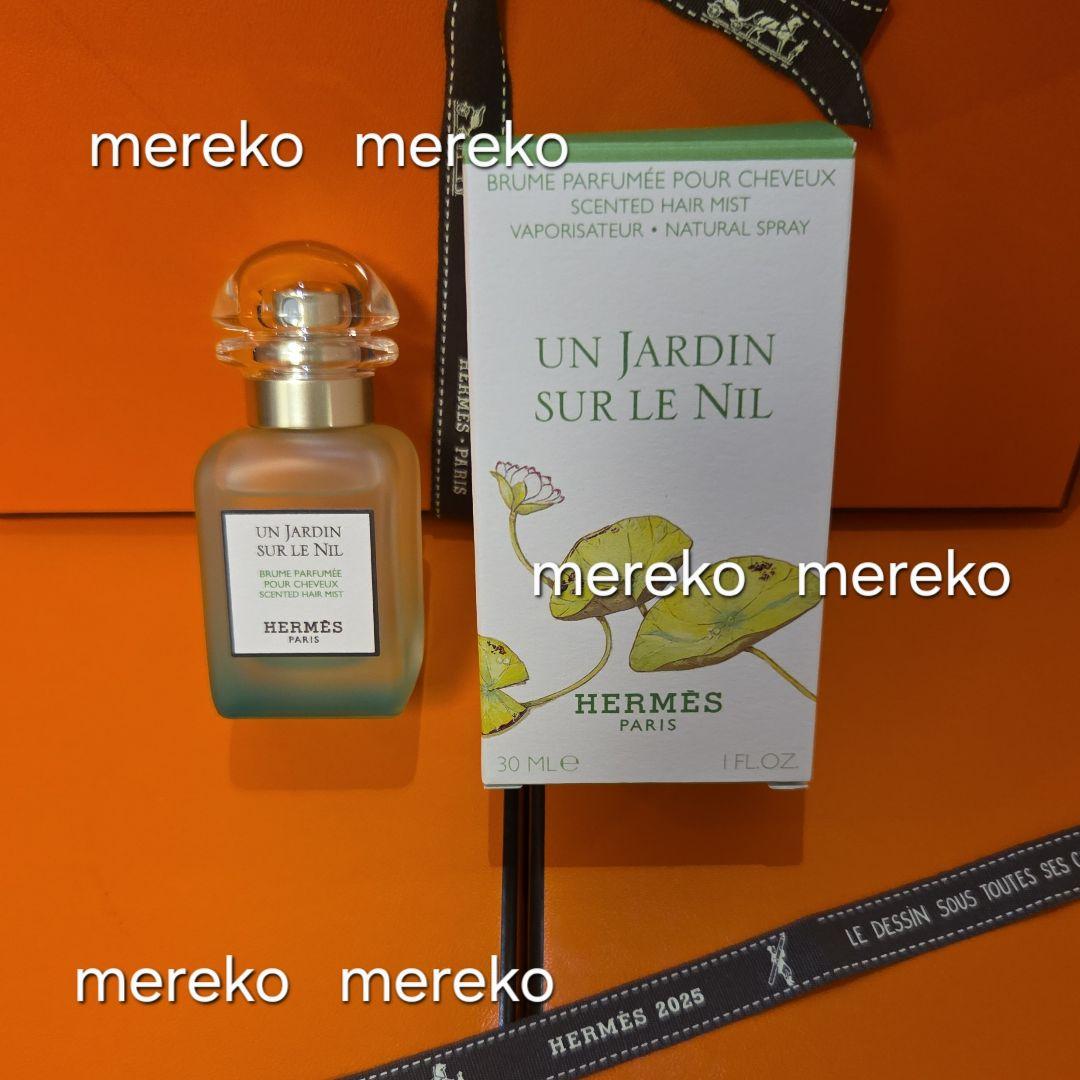 mereko mereko
BRUME PARFUMÉE POUR CHEVEUX
SCENTED HAIR MIST
VAPORISATEUR • NATURAL SPRAY
UN JARDIN
SUR LE NIL
HERMÈS
PARIS
30 ML e
1 FL.OZ.
HERMÈS • PARIS
UN JARDIN
SUR LE NIL
BRUME PARFUMÉE
POUR CHEVEUX
SCENTED HAIR MIST
HERMÈS
PARIS
mereko mereko
LE DESSIN SOUS TOUTES SES
HERMÈS 2025
mereko mereko